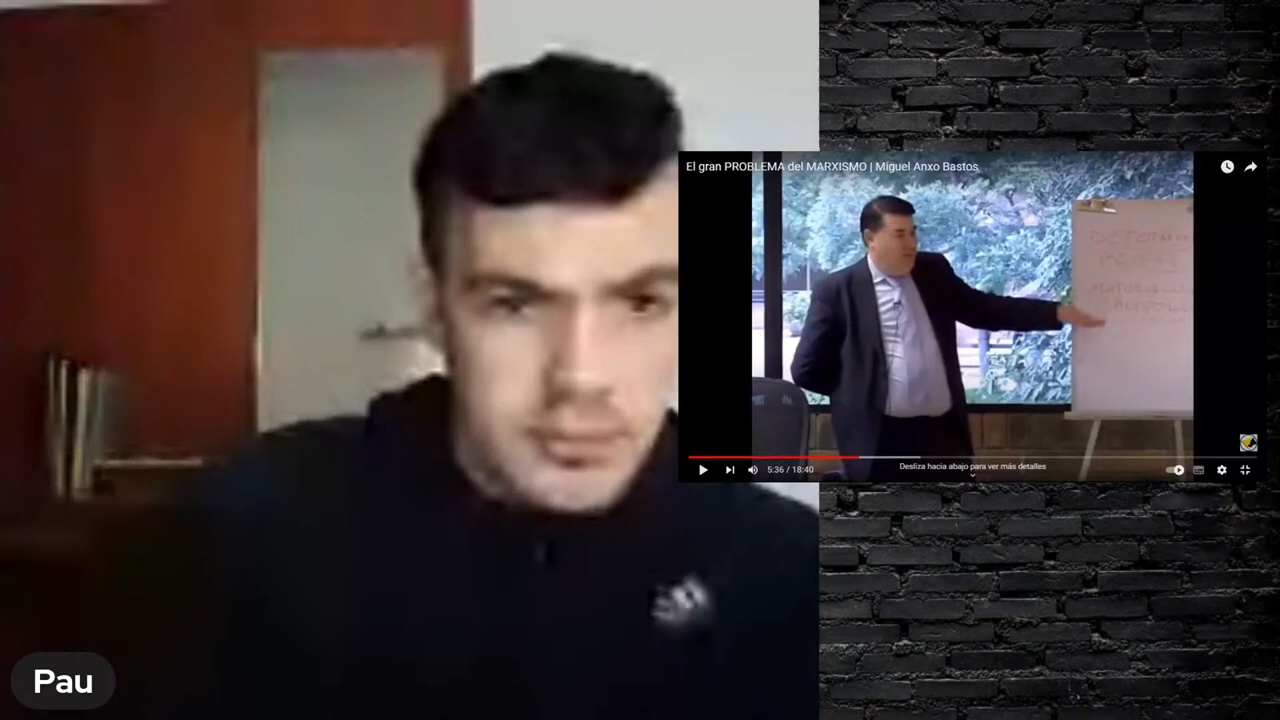 El gran PROBLEMA del MARXISMO | Miguel Anxo Bastos
5:36 / 18:40
Desliza hacia abajo para ver más detalles
Pau